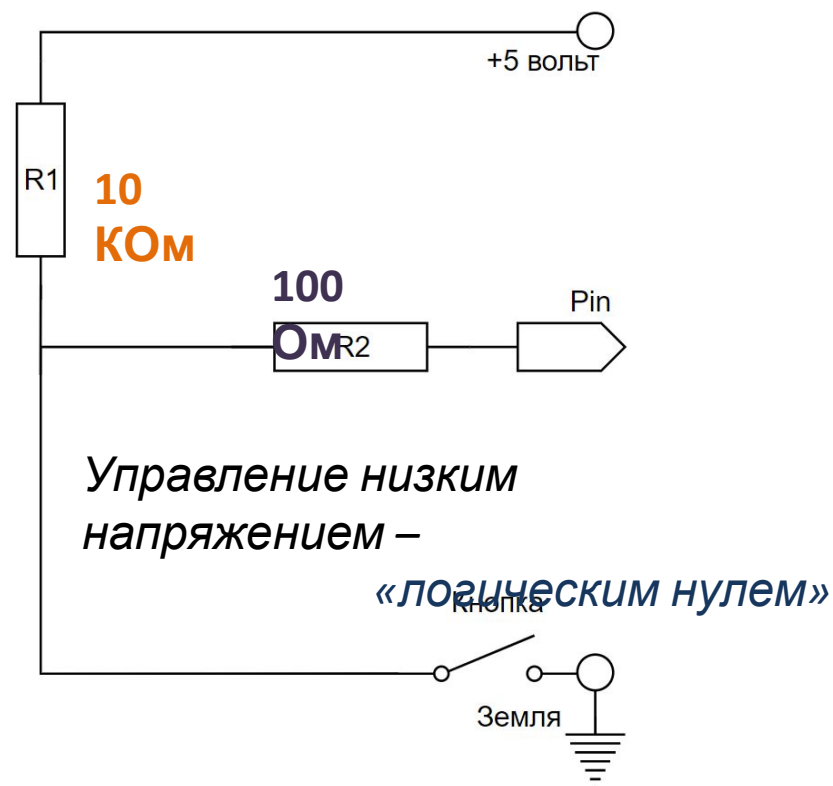 +5 вольт
R1
10
КОм
100
Ом
R2
Pin
Управление низким
напряжением –
«логическим нулем»
Кнопка
Земля